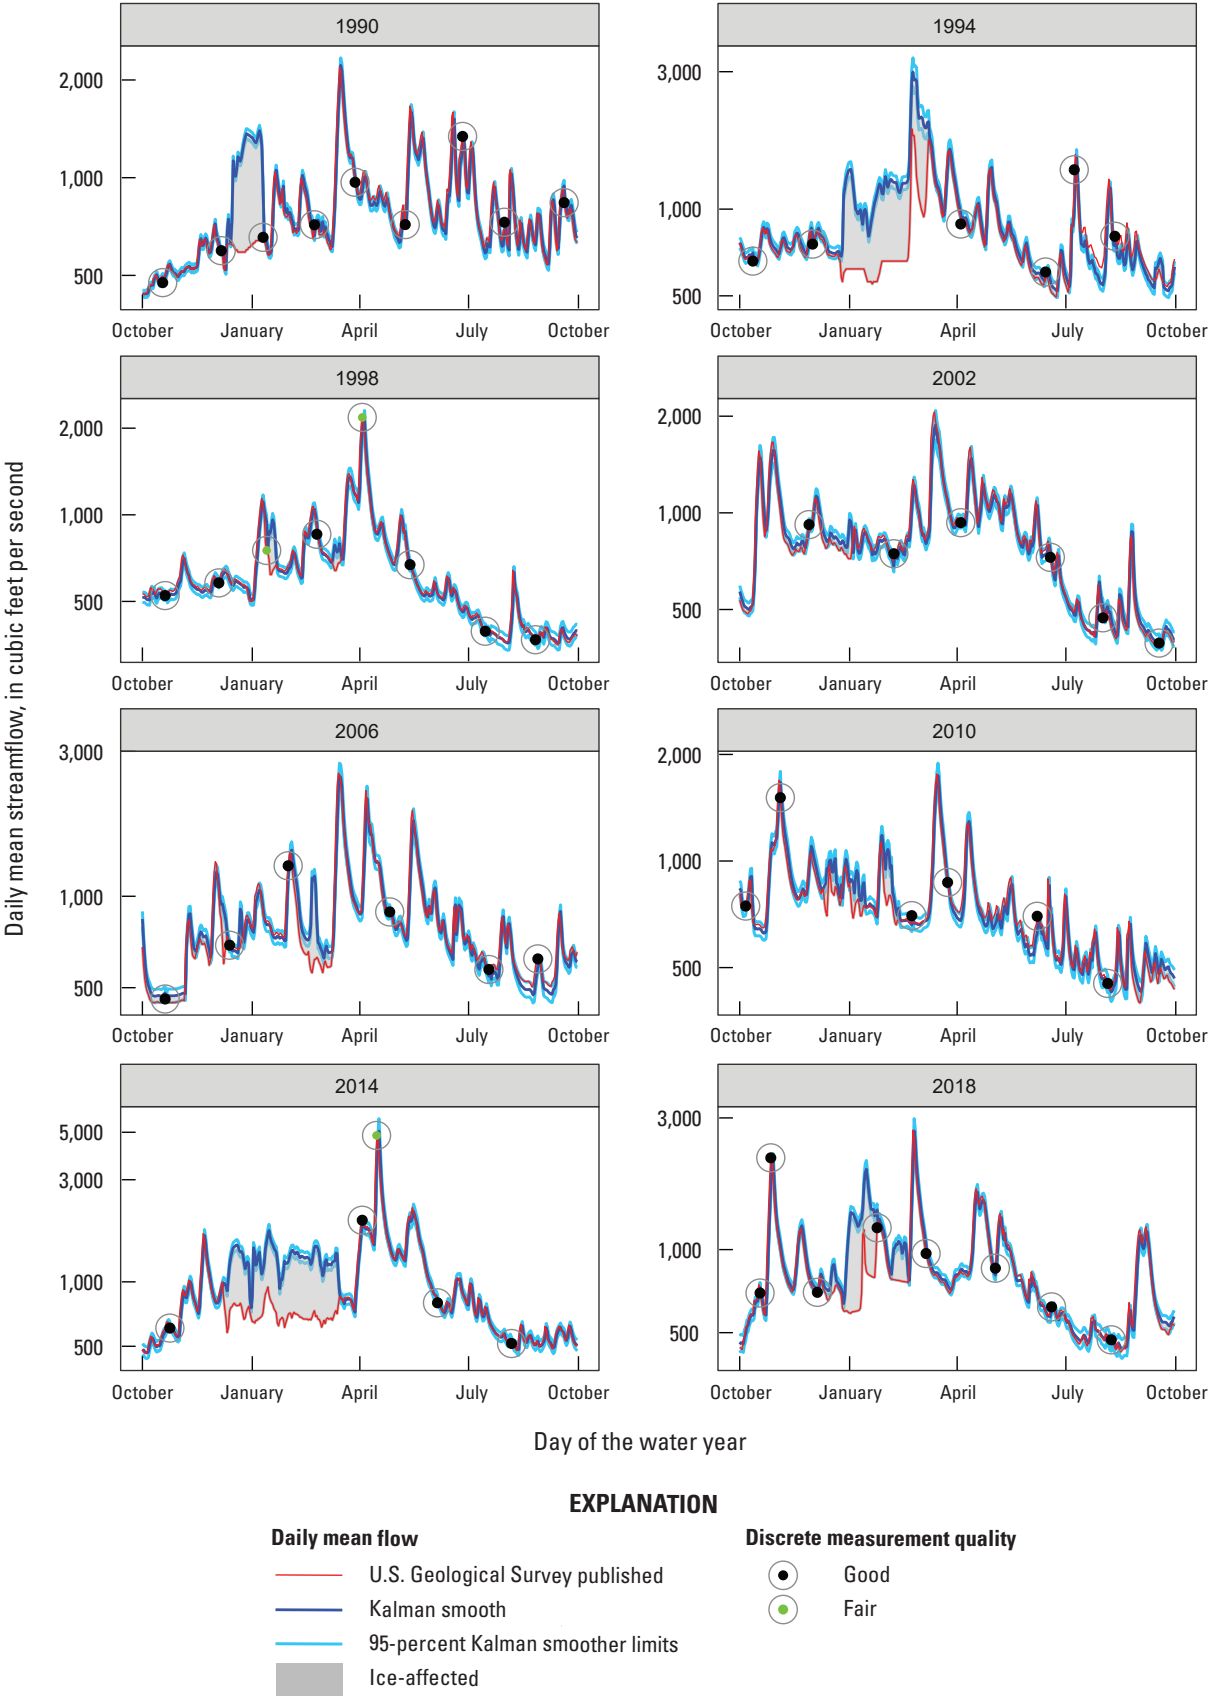 1990
1994
2,000
1,000
500
3,000
1,000
500
October January April July October
October January April July October
1998
2002
2,000
1,000
500
2,000
1,000
500
October January April July October
October January April July October
2006
2010
3,000
1,000
500
2,000
1,000
500
October January April July October
October January April July October
2014
2018
5,000
3,000
1,000
500
3,000
1,000
500
October January April July October
October January April July October
Daily mean streamflow, in cubic feet per second
Day of the water year
EXPLANATION
Daily mean flow
U.S. Geological Survey published
Kalman smooth
95-percent Kalman smoother limits
Ice-affected
Discrete measurement quality
Good
Fair